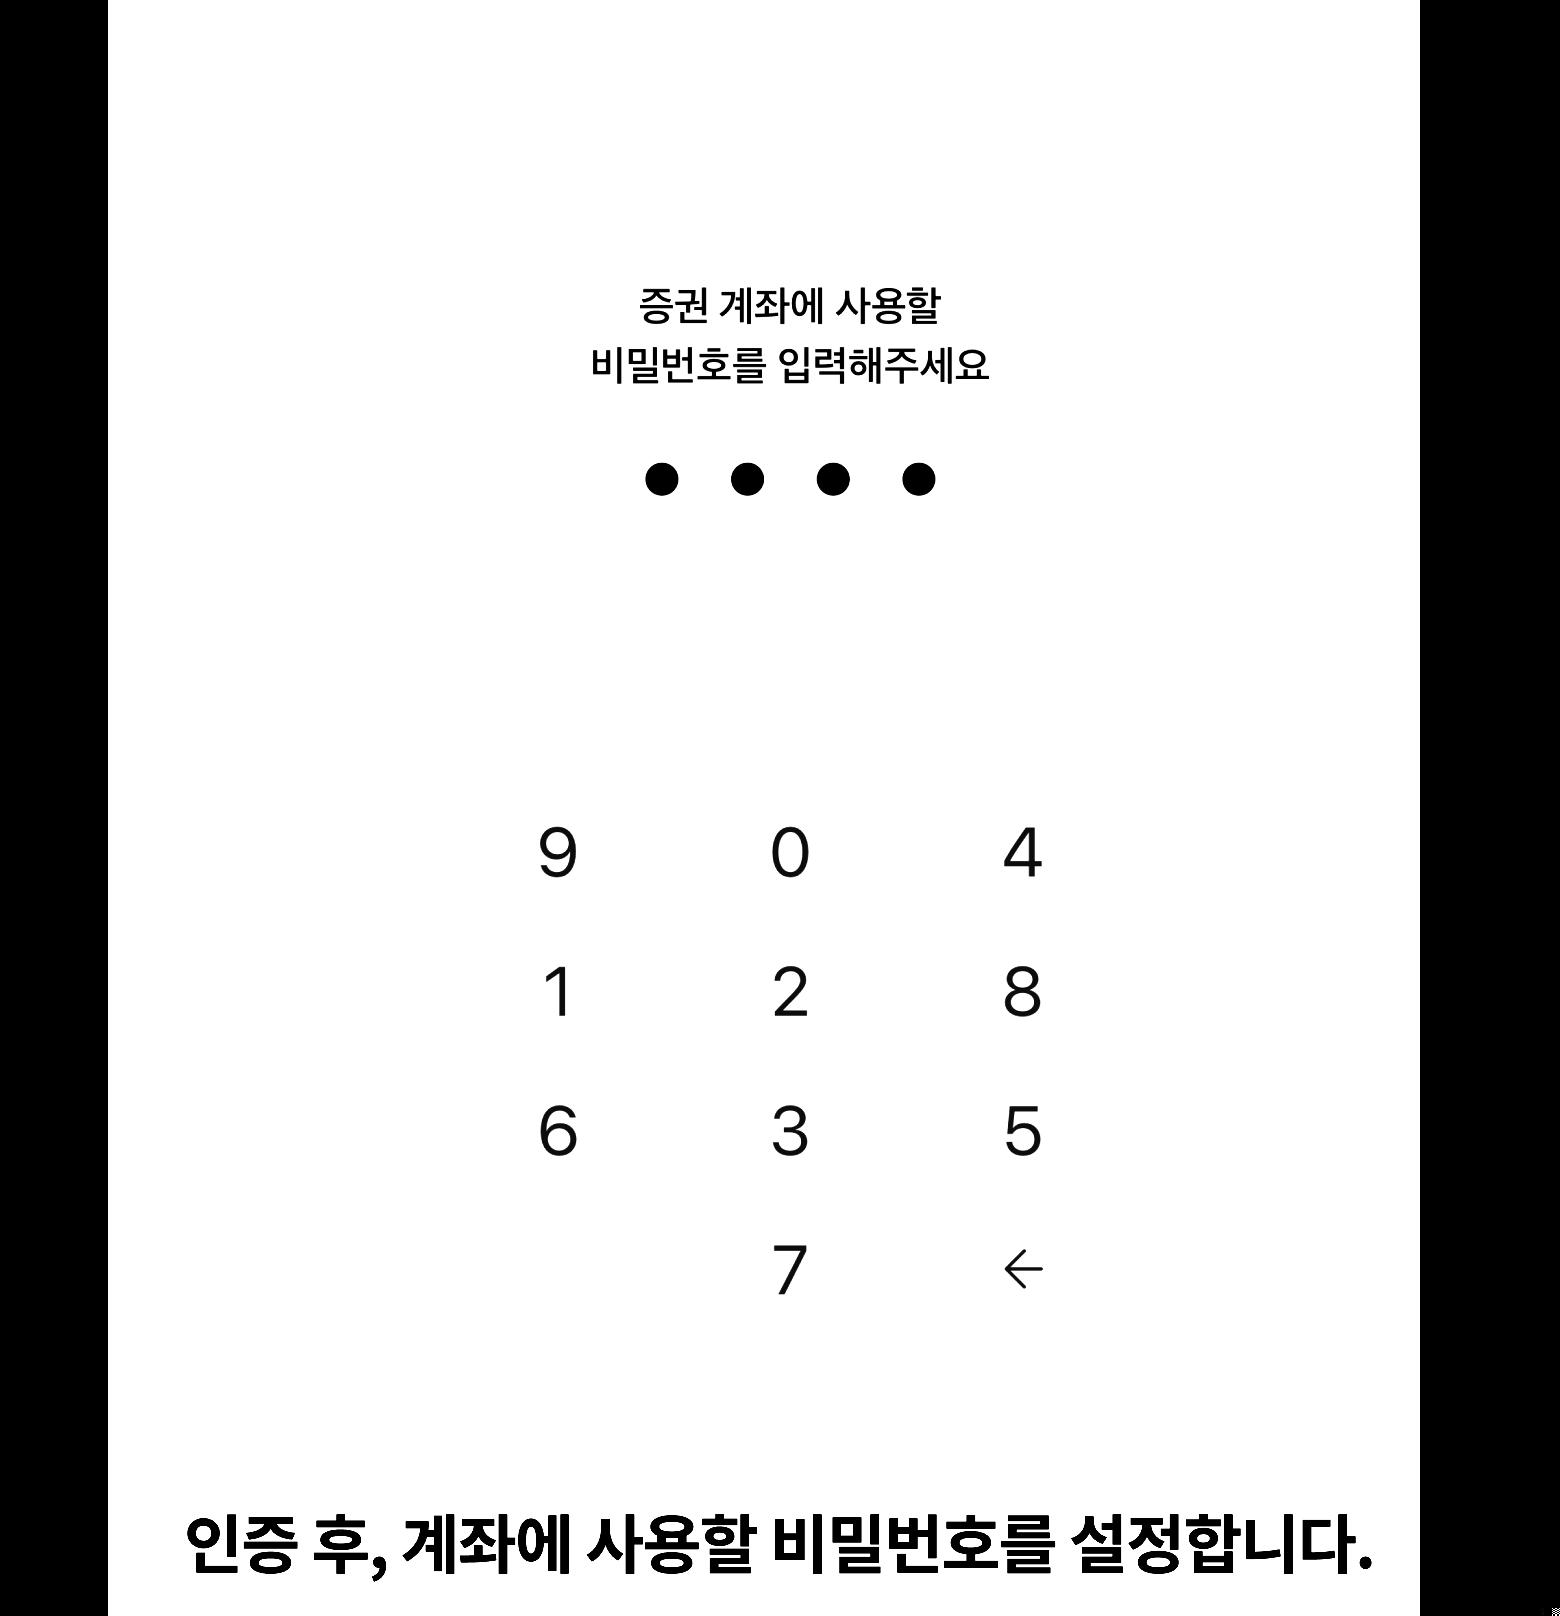 증권 계좌에 사용할
비밀번호를 입력해주세요
9 0 4
1 2 8
6 3 5
7 ←
인증 후, 계좌에 사용할 비밀번호를 설정합니다.